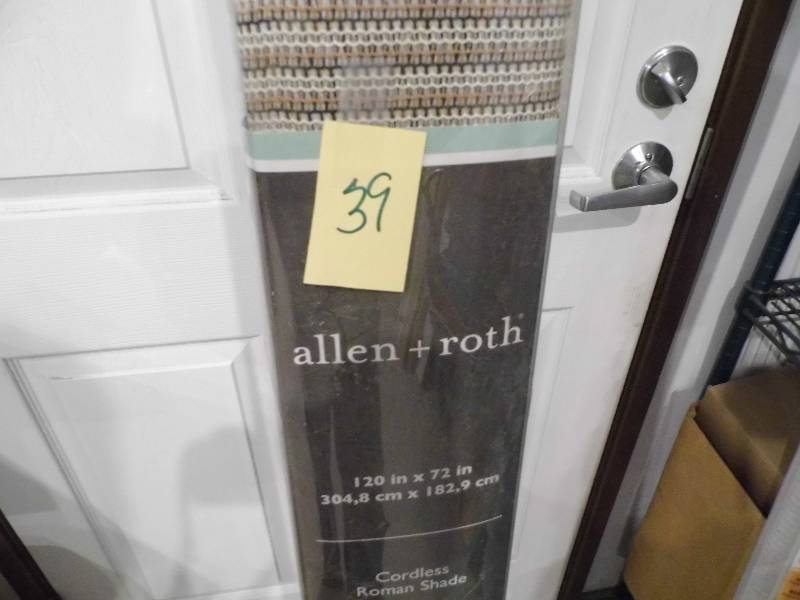 39
allen + roth®
120 in x 72 in
304,8 cm x 182,9 cm
Cordless
Roman Shade